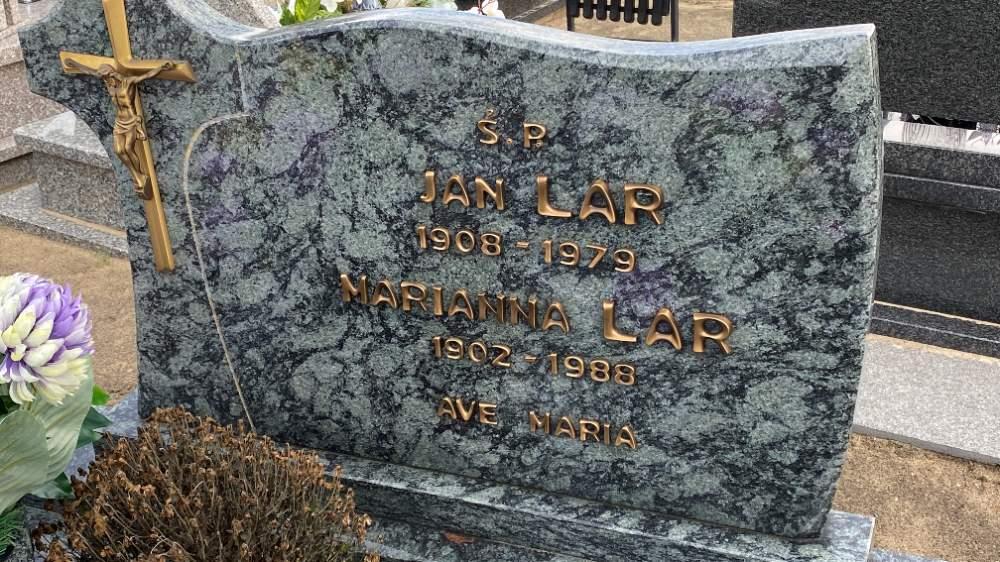 Ś.P.
JAN LAR
1908-1979
MARIANNA LAR
1902-1988
AVE MARIA